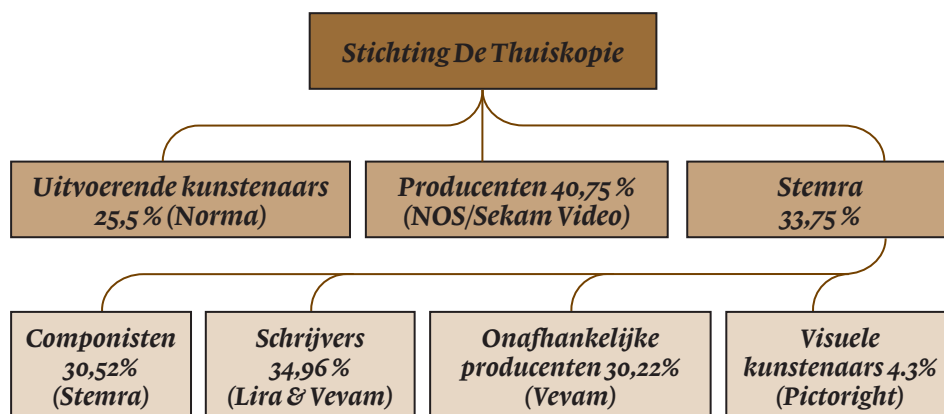 Stichting De Thuiskopie
Uitvoerende kunstenaars
25,5 % (Norma)
Producenten 40,75 %
(NOS/Sekam Video)
Stemra
33,75 %
Componisten
30,52%
(Stemra)
Schrijvers
34,96 %
(Lira & Vevam)
Onafhankelijke
producenten 30,22%
(Vevam)
Visuele
kunstenaars 4.3%
(Pictoright)